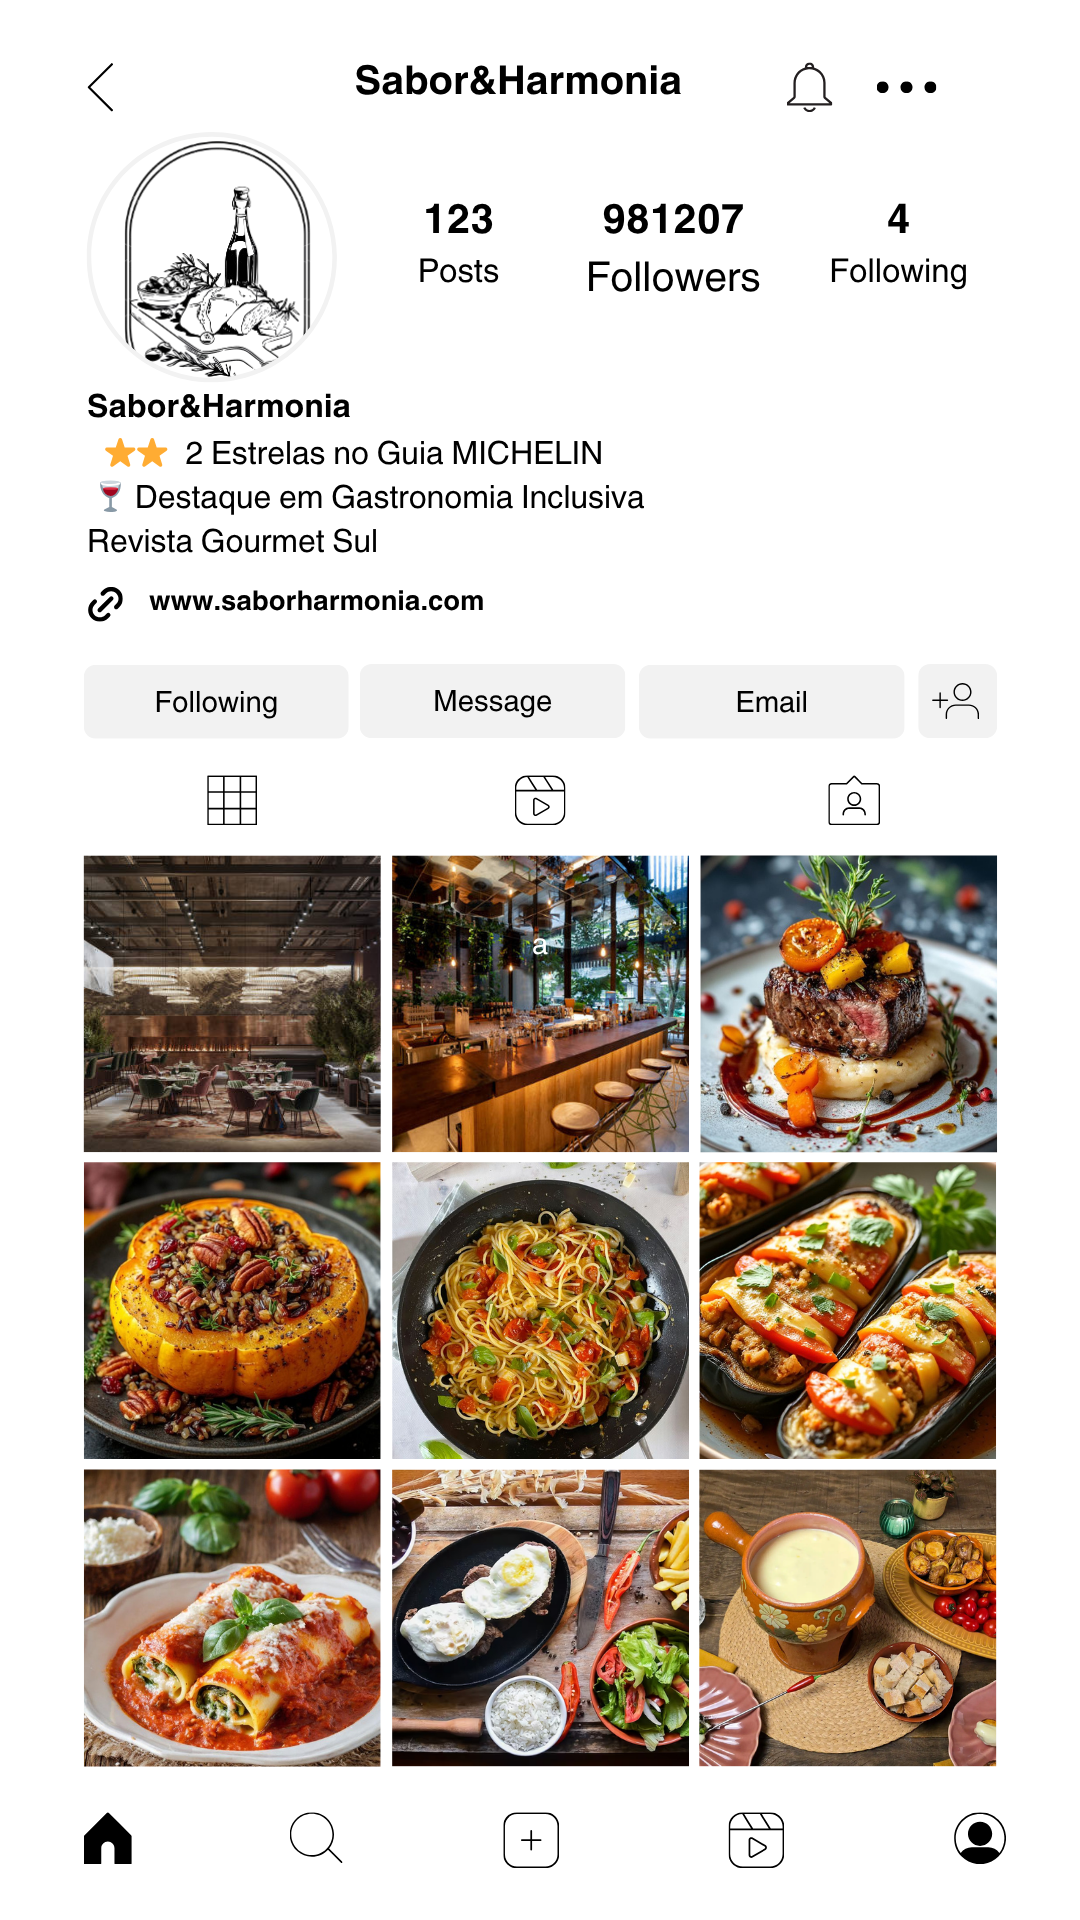 Sabor&Harmonia
123
Posts
981207
Followers
4
Following
Sabor&Harmonia
⭐⭐ 2 Estrelas no Guia MICHELIN
🍷 Destaque em Gastronomia Inclusiva
Revista Gourmet Sul
www.saborharmonia.com
Following
Message
Email
a